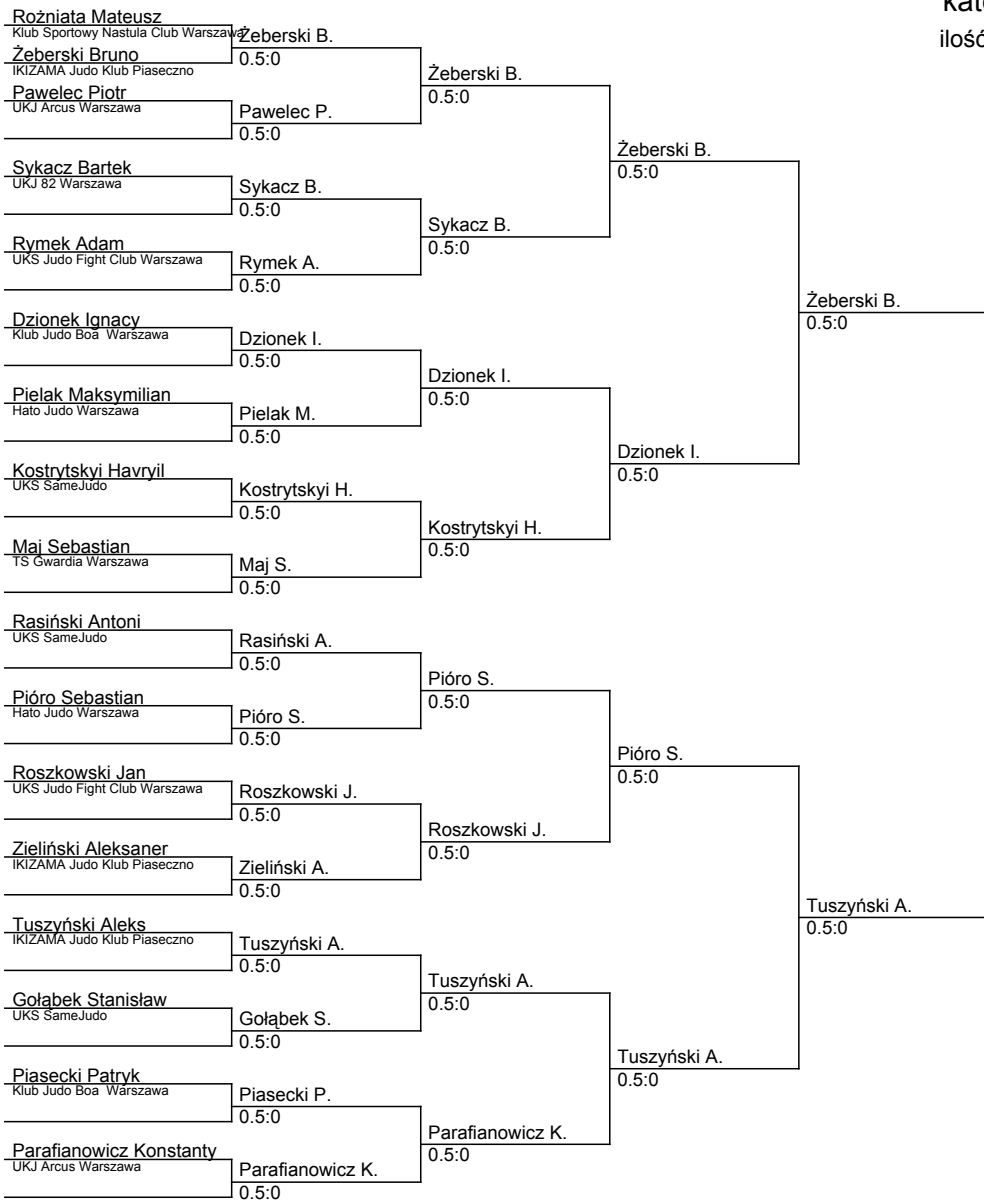 kat
ilość
Rożniata Mateusz
Klub Sportowy Nastula Club Warszawa
Żeberski Bruno
IKIZAMA Judo Klub Piaseczno
Pawelec Piotr
UKJ Arcus Warszawa
Sykacz Bartek
UKJ 82 Warszawa
Rymek Adam
UKS Judo Fight Club Warszawa
Dzionek Ignacy
Klub Judo Boa Warszawa
Pielak Maksymilian
Hato Judo Warszawa
Kostrytskyi Havryil
UKS SameJudo
Maj Sebastian
TS Gwardia Warszawa
Rasiński Antoni
UKS SameJudo
Pióro Sebastian
Hato Judo Warszawa
Roszkowski Jan
UKS Judo Fight Club Warszawa
Zieliński Aleksaner
IKIZAMA Judo Klub Piaseczno
Tuszyński Aleks
IKIZAMA Judo Klub Piaseczno
Gołąbek Stanisław
UKS SameJudo
Piasecki Patryk
Klub Judo Boa Warszawa
Parafianowicz Konstanty
UKJ Arcus Warszawa
Żeberski B.
0.5:0
Pawelec P.
0.5:0
Sykacz B.
0.5:0
Rymek A.
0.5:0
Dzionek I.
0.5:0
Pielak M.
0.5:0
Kostrytskyi H.
0.5:0
Maj S.
0.5:0
Rasiński A.
0.5:0
Pióro S.
0.5:0
Roszkowski J.
0.5:0
Zieliński A.
0.5:0
Tuszyński A.
0.5:0
Gołąbek S.
0.5:0
Piasecki P.
0.5:0
Parafianowicz K.
0.5:0
Żeberski B.
0.5:0
Sykacz B.
0.5:0
Dzionek I.
0.5:0
Kostrytskyi H.
0.5:0
Pióro S.
0.5:0
Roszkowski J.
0.5:0
Tuszyński A.
0.5:0
Parafianowicz K.
0.5:0
Żeberski B.
0.5:0
Dzionek I.
0.5:0
Pióro S.
0.5:0
Tuszyński A.
0.5:0
Żeberski B.
0.5:0
Tuszyński A.
0.5:0